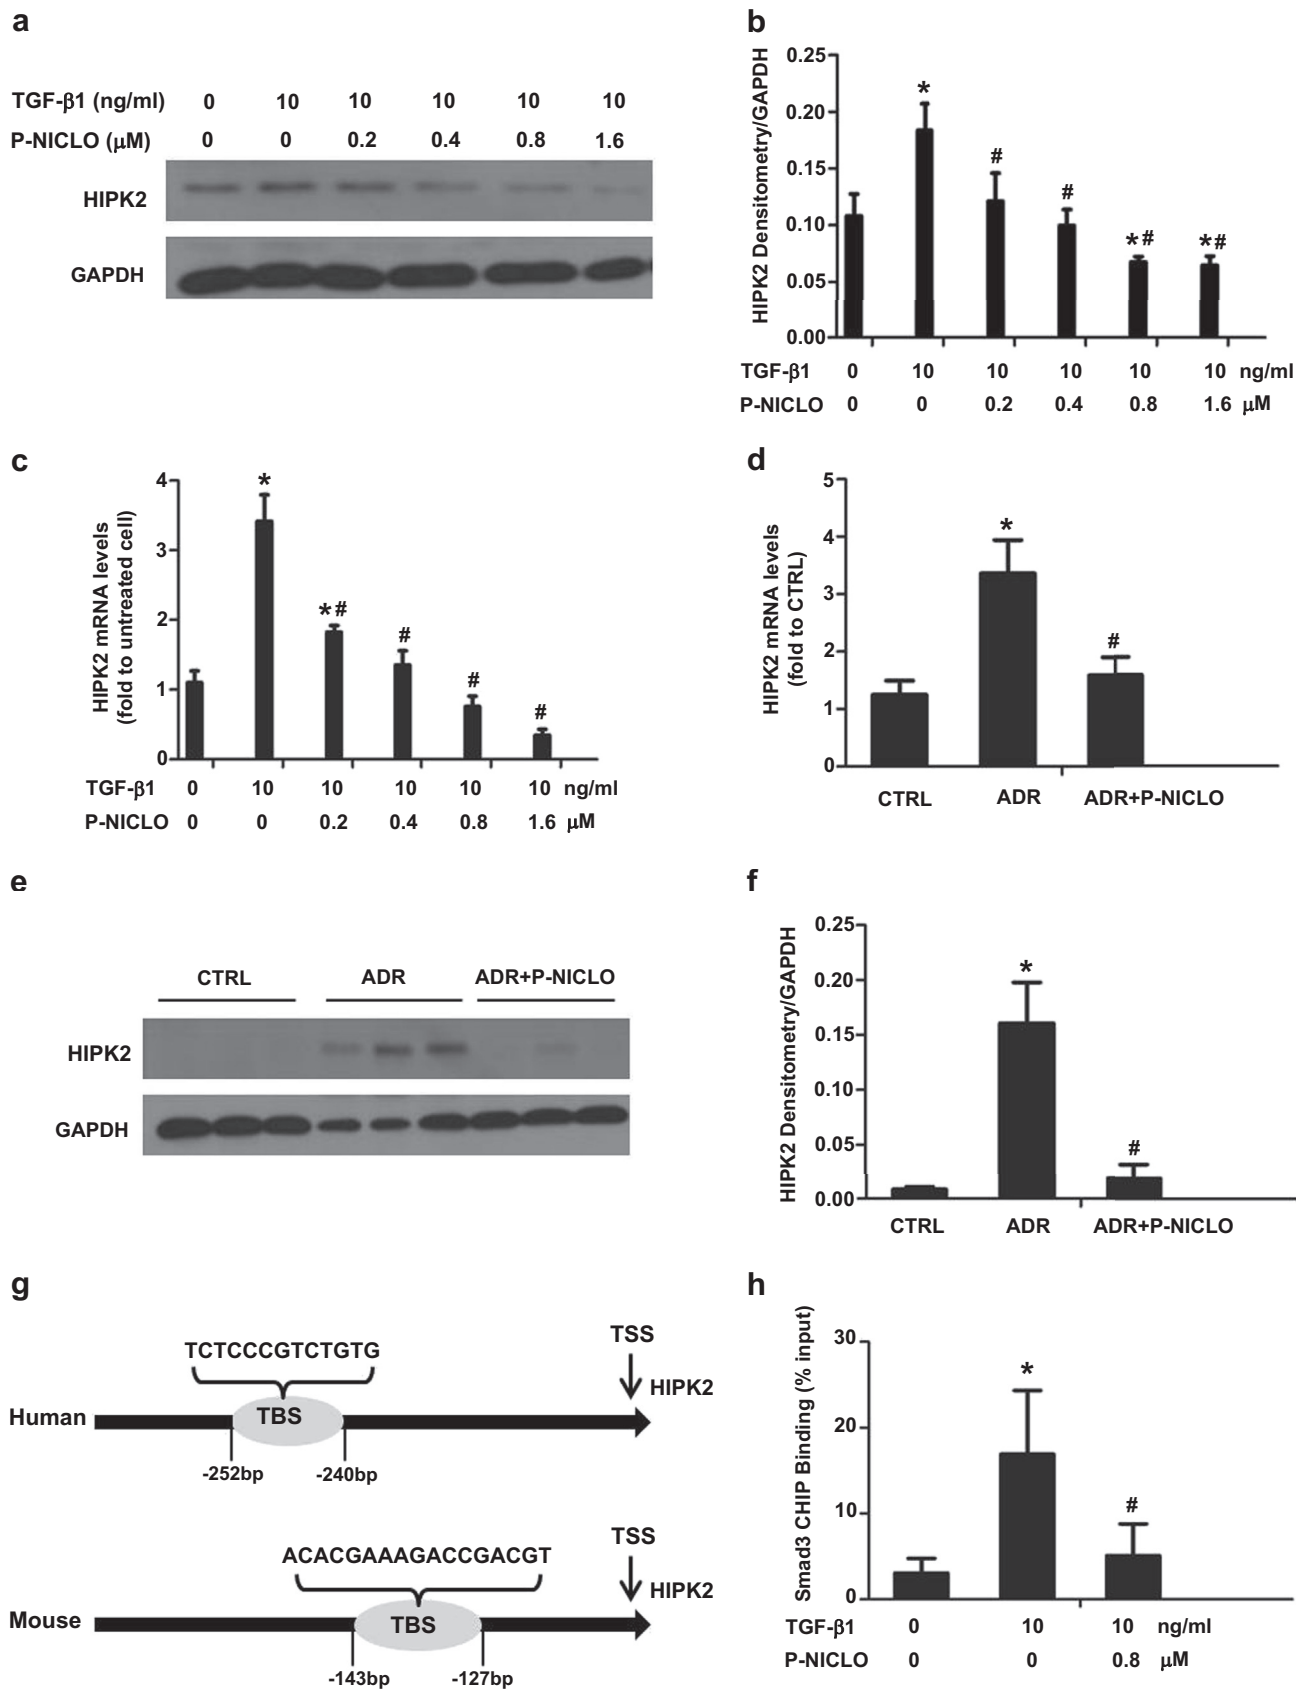 a
TGF-β1 (ng/ml) 0 10 10 10 10 10
P-NICLO (μM) 0 0 0.2 0.4 0.8 1.6
HIPK2
GAPDH
b
HIPK2 Densitometry/GAPDH
0.25
0.20
0.15
0.10
0.05
0.00
*
#
#
*#
*#
TGF-β1 0 10 10 10 10 10 ng/ml
P-NICLO 0 0 0.2 0.4 0.8 1.6 μM
c
HIPK2 mRNA levels
(fold to untreated cell)
4
3
2
1
0
*
*#
#
#
#
TGF-β1 0 10 10 10 10 10 ng/ml
P-NICLO 0 0 0.2 0.4 0.8 1.6 μM
d
HIPK2 mRNA levels
(fold to CTRL)
5
4
3
2
1
0
*
#
CTRL ADR ADR+P-NICLO
e
CTRL ADR ADR+P-NICLO
HIPK2
GAPDH
f
HIPK2 Densitometry/GAPDH
0.25
0.20
0.15
0.10
0.05
0.00
*
#
CTRL ADR ADR+P-NICLO
g
TCTCCCGTCTGTG
TSS
HIPK2
Human
TBS
-252bp -240bp
ACACGAAAGACCGACGT
TSS
HIPK2
Mouse
TBS
-143bp -127bp
h
Smad3 CHIP Binding (% input)
30
20
10
0
*
#
TGF-β1 0 10 10 ng/ml
P-NICLO 0 0 0.8 μM